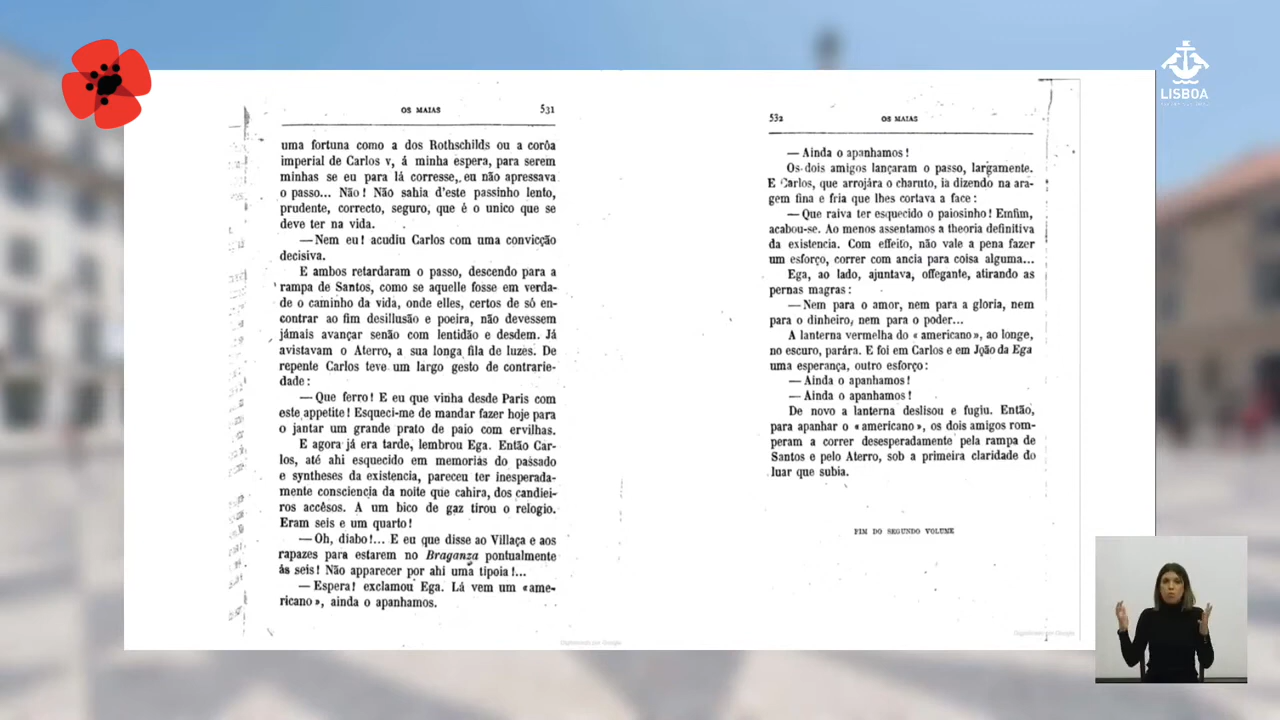 OS MAIAS 531
uma fortuna como a dos Rothschilds ou a corôa
imperial de Carlos v, á minha espera, para serem
minhas se eu para lá corresse, eu não apressava
o passo... Não! Não sahia d'este passinho lento,
prudente, correcto, seguro, que é o unico que se
deve ter na vida.
— Nem eu! acudiu Carlos com uma convicção
decisiva.
E ambos retardaram o passo, descendo para a
rampa de Santos, como se aquelle fosse em verda-
de o caminho da vida, onde elles, certos de só en-
contrar ao fim desillusão e poeira, não devessem
jámais avançar senão com lentidão e desdem. Já
avistavam o Aterro, a sua longa fila de luzes. De
repente Carlos teve um largo gesto de contrarie-
dade:
— Que ferro! E eu que vinha desde Paris com
este appetite! Esqueci-me de mandar fazer hoje para
o jantar um grande prato de paio com ervilhas.
E agora já era tarde, lembrou Ega. Então Car-
los, até ahi esquecido em memorias do passado
e syntheses da existencia, pareceu ter inesperada-
mente consciencia da noite que cahira, dos candiei-
ros accêsos. A um bico de gaz tirou o relogio.
Eram seis e um quarto!
— Oh, diabo!... E eu que disse ao Villaça e aos
rapazes para estarem no Braganza pontualmente
ás seis! Não apparecer por ahi uma tipoia!...
— Espera! exclamou Ega. Lá vem um «ame-
ricano», ainda o apanhamos.
Digitalizado por Google
532 OS MAIAS
— Ainda o apanhamos!
Os dois amigos lançaram o passo, largamente.
E Carlos, que arrojára o charuto, ia dizendo na ara-
gem fina e fria que lhes cortava a face:
— Que raiva ter esquecido o paiosinho! Emfim,
acabou-se. Ao menos assentamos a theoria definitiva
da existencia. Com effeito, não vale a pena fazer
um esforço, correr com ancia para coisa alguma...
Ega, ao lado, ajuntava, offegante, atirando as
pernas magras:
— Nem para o amor, nem para a gloria, nem
para o dinheiro, nem para o poder...
A lanterna vermelha do «americano», ao longe,
no escuro, parára. E foi em Carlos e em João da Ega
uma esperança, outro esforço:
— Ainda o apanhamos!
— Ainda o apanhamos!
De novo a lanterna deslisou e fugiu. Então,
para apanhar o «americano», os dois amigos rom-
peram a correr desesperadamente pela rampa de
Santos e pelo Aterro, sob a primeira claridade do
luar que subia.
FIM DO SEGUNDO VOLUME
Digitalizado por Google
LISBOA